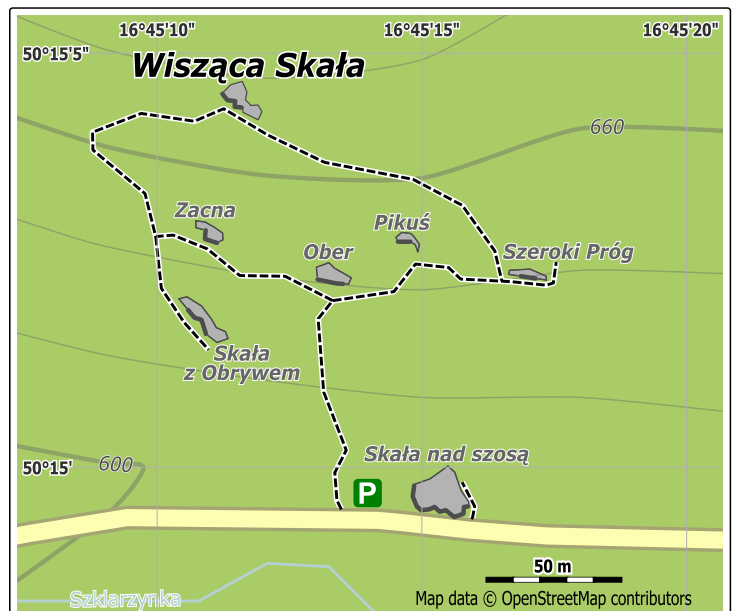 16°45'10" 16°45'15" 16°45'20"
50°15'5"
Wisząca Skała
660
Zacna
Pikuś
Ober
Szeroki Próg
Skała
z Obrywem
Skała nad szosą
50°15'
600
P
50 m
Szklarzynka
Map data © OpenStreetMap contributors